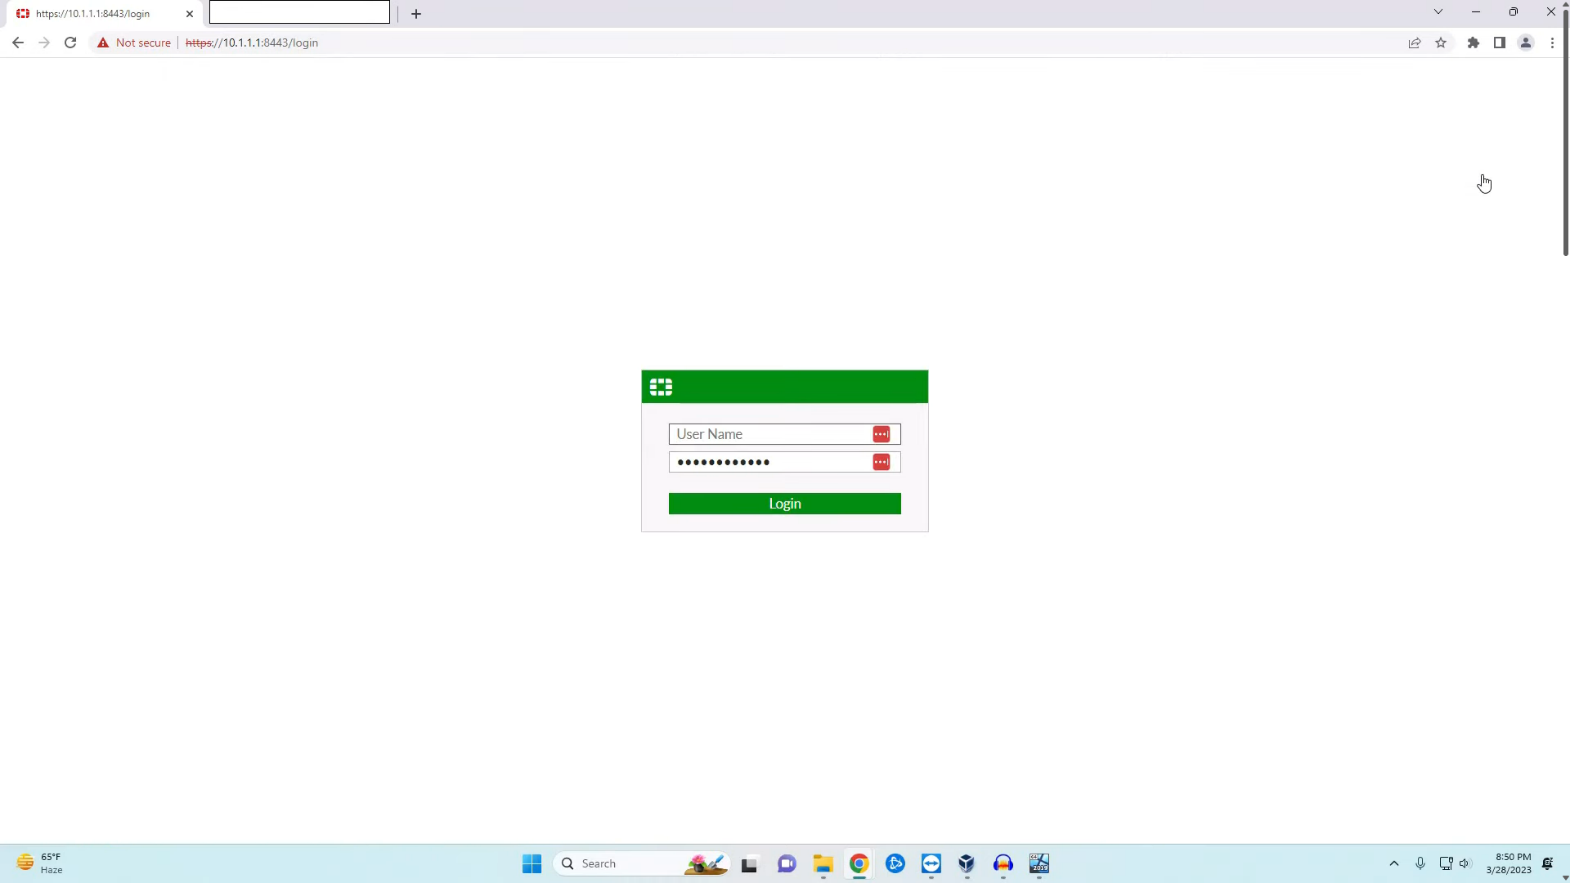 https://10.1.1.1:8443/login
Not secure
https://10.1.1.1:8443/login
User Name
••••••••••••
Login
65°F
Haze
Search
8:50 PM
3/28/2023